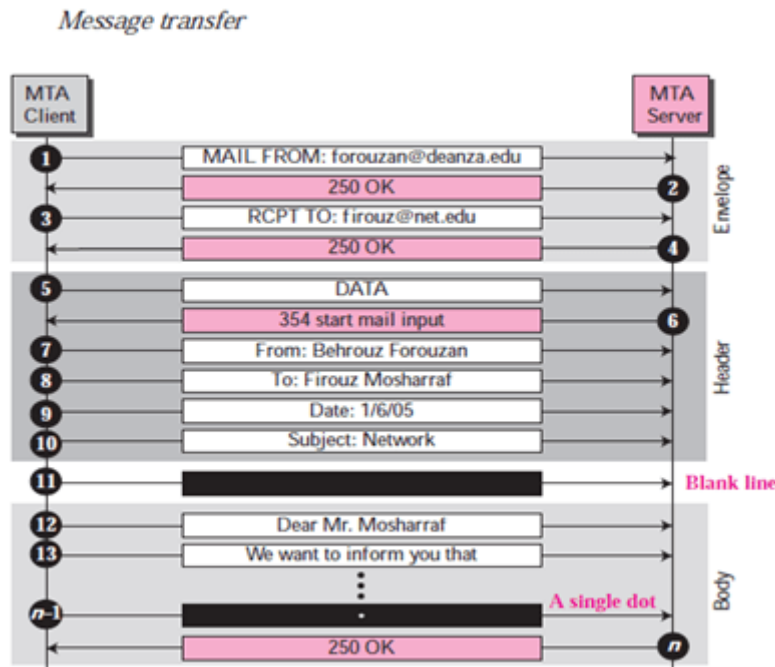 Message transfer
MTA Client
MTA Server
1 MAIL FROM: forouzan@deanza.edu
250 OK 2
3 RCPT TO: firouz@net.edu
250 OK 4
Envelope
5 DATA
354 start mail input 6
7 From: Behrouz Forouzan
8 To: Firouz Mosharraf
9 Date: 1/6/05
10 Subject: Network
Header
11 Blank line
12 Dear Mr. Mosharraf
13 We want to inform you that
n–1 . A single dot
250 OK n
Body